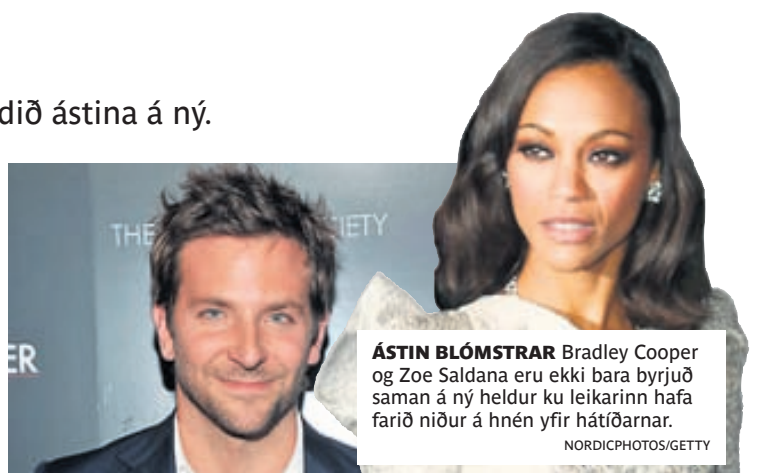 dið ástina á ný.
THE
IETY
ER
ÁSTIN BLÓMSTRAR Bradley Cooper
og Zoe Saldana eru ekki bara byrjuð
saman á ný heldur ku leikarinn hafa
farið niður á hnén yfir hátíðarnar.
NORDICPHOTOS/GETTY